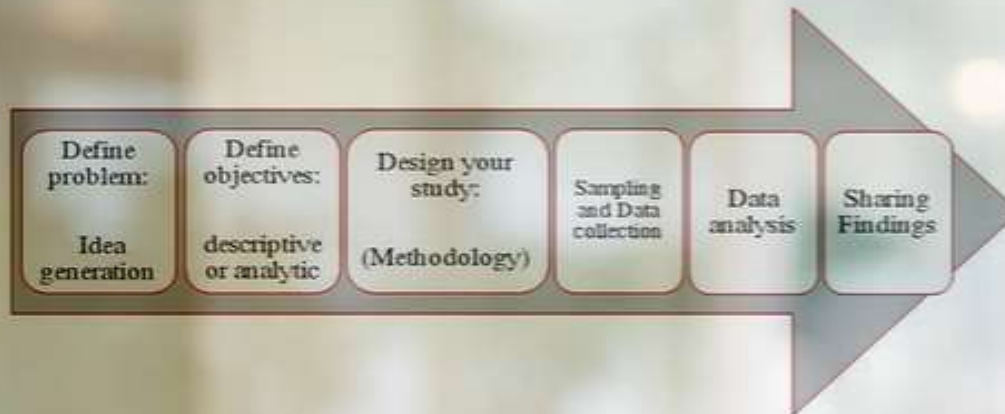 Define
problem:
Idea
generation
Define
objectives:
descriptive
or analytic
Design your
study:
(Methodology)
Sampling
and Data
collection
Data
analysis
Sharing
Findings